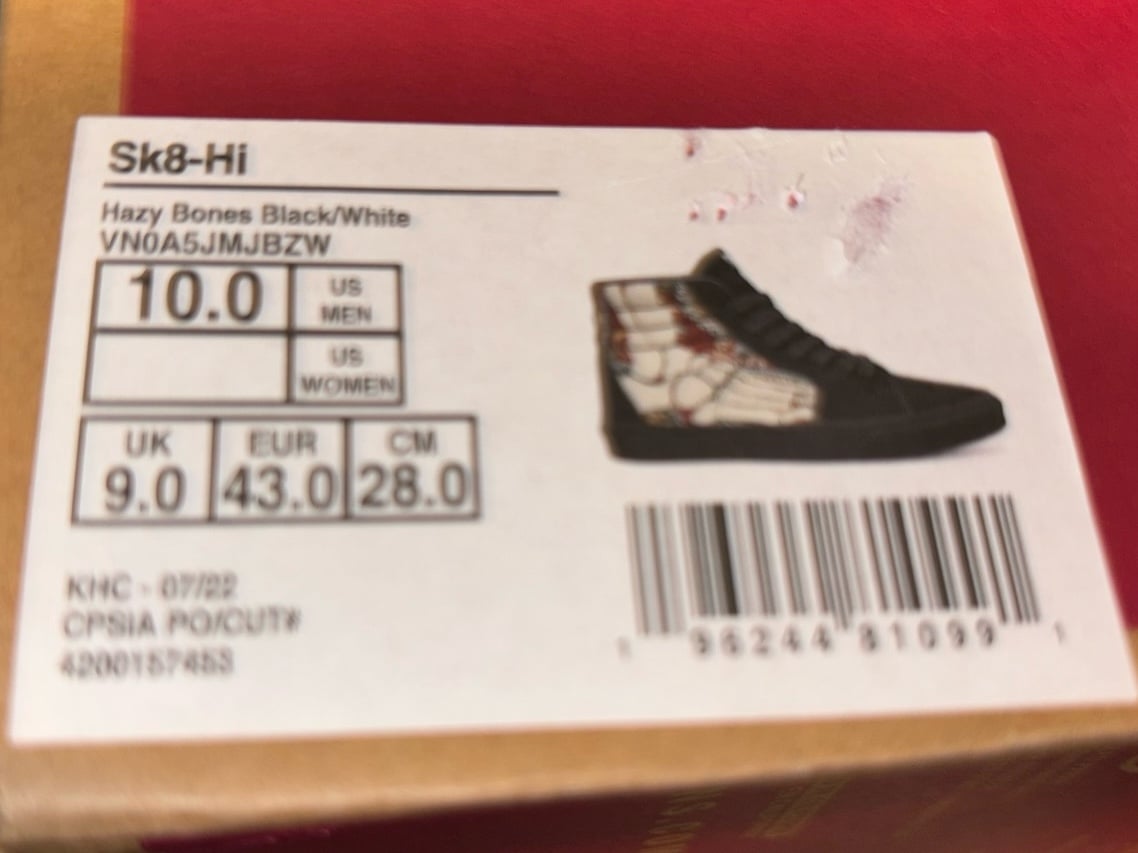 Sk8-Hi
Hazy Bones Black/White
VN0A5JMJBZW
10.0 US MEN
US WOMEN
UK EUR CM
9.0 43.0 28.0
KHC - 07/22
CPSIA PO/CUT#
4200157453
1 96244 81099 1